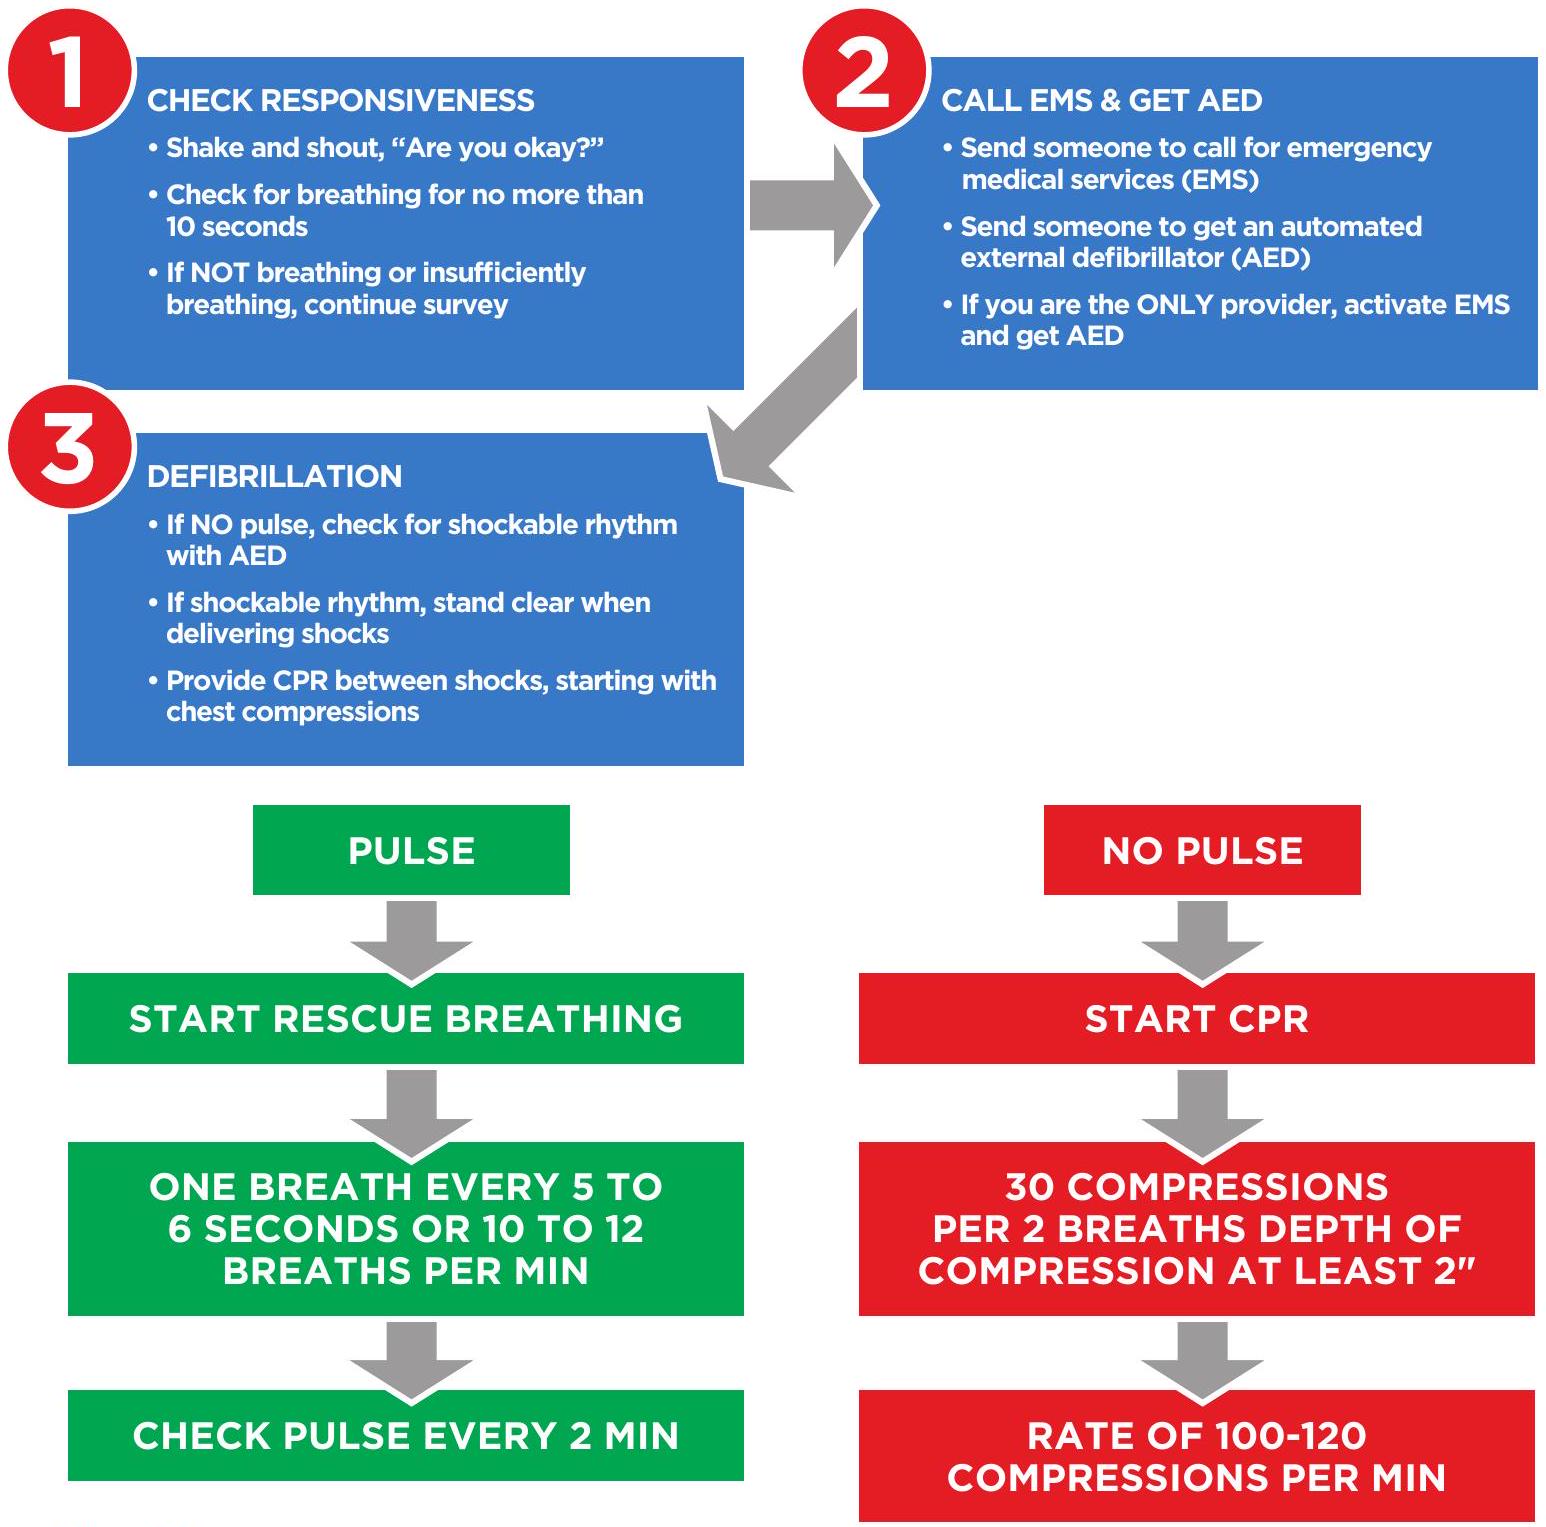 1
CHECK RESPONSIVENESS
• Shake and shout, “Are you okay?”
• Check for breathing for no more than
10 seconds
• If NOT breathing or insufficiently
breathing, continue survey
2
CALL EMS & GET AED
• Send someone to call for emergency
medical services (EMS)
• Send someone to get an automated
external defibrillator (AED)
• If you are the ONLY provider, activate EMS
and get AED
3
DEFIBRILLATION
• If NO pulse, check for shockable rhythm
with AED
• If shockable rhythm, stand clear when
delivering shocks
• Provide CPR between shocks, starting with
chest compressions
PULSE
START RESCUE BREATHING
ONE BREATH EVERY 5 TO
6 SECONDS OR 10 TO 12
BREATHS PER MIN
CHECK PULSE EVERY 2 MIN
NO PULSE
START CPR
30 COMPRESSIONS
PER 2 BREATHS DEPTH OF
COMPRESSION AT LEAST 2"
RATE OF 100-120
COMPRESSIONS PER MIN